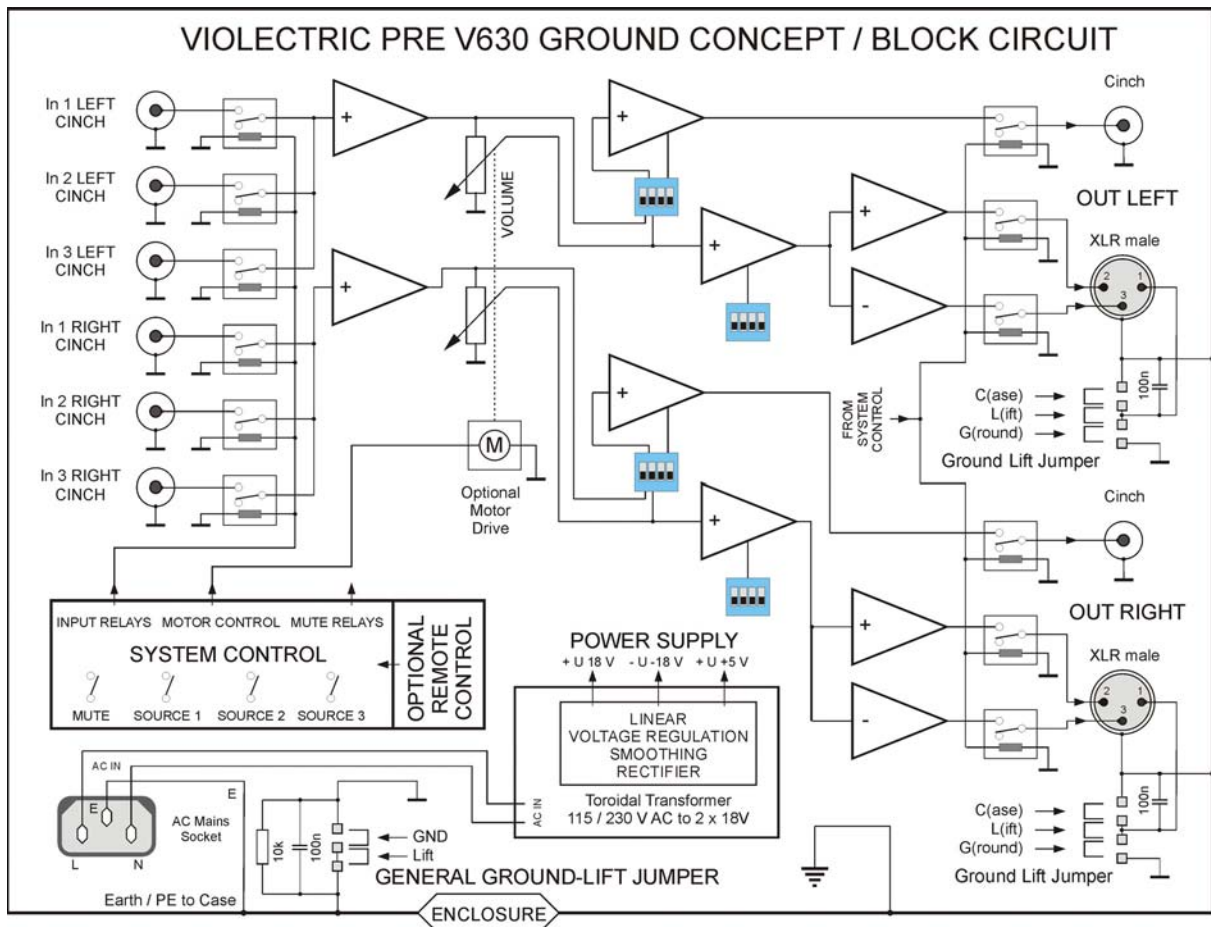 VIOLECTRIC PRE V630 GROUND CONCEPT / BLOCK CIRCUIT
In 1 LEFT
CINCH
In 2 LEFT
CINCH
In 3 LEFT
CINCH
In 1 RIGHT
CINCH
In 2 RIGHT
CINCH
In 3 RIGHT
CINCH
+
+
VOLUME
M
Optional
Motor
Drive
+
+
+
-
+
+
+
-
FROM
SYSTEM
CONTROL
Cinch
OUT LEFT
XLR male
2
1
3
100n
C(ase)
L(ift)
G(round)
Ground Lift Jumper
Cinch
OUT RIGHT
XLR male
2
1
3
100n
C(ase)
L(ift)
G(round)
Ground Lift Jumper
INPUT RELAYS MOTOR CONTROL MUTE RELAYS
SYSTEM CONTROL
MUTE SOURCE 1 SOURCE 2 SOURCE 3
OPTIONAL
REMOTE
CONTROL
POWER SUPPLY
+ U 18 V - U -18 V + U +5 V
LINEAR
VOLTAGE REGULATION
SMOOTHING
RECTIFIER
Toroidal Transformer
115 / 230 V AC to 2 x 18V
AC IN
AC IN
E
E
AC Mains
Socket
L
N
10k
100n
GND
Lift
GENERAL GROUND-LIFT JUMPER
Earth / PE to Case
ENCLOSURE